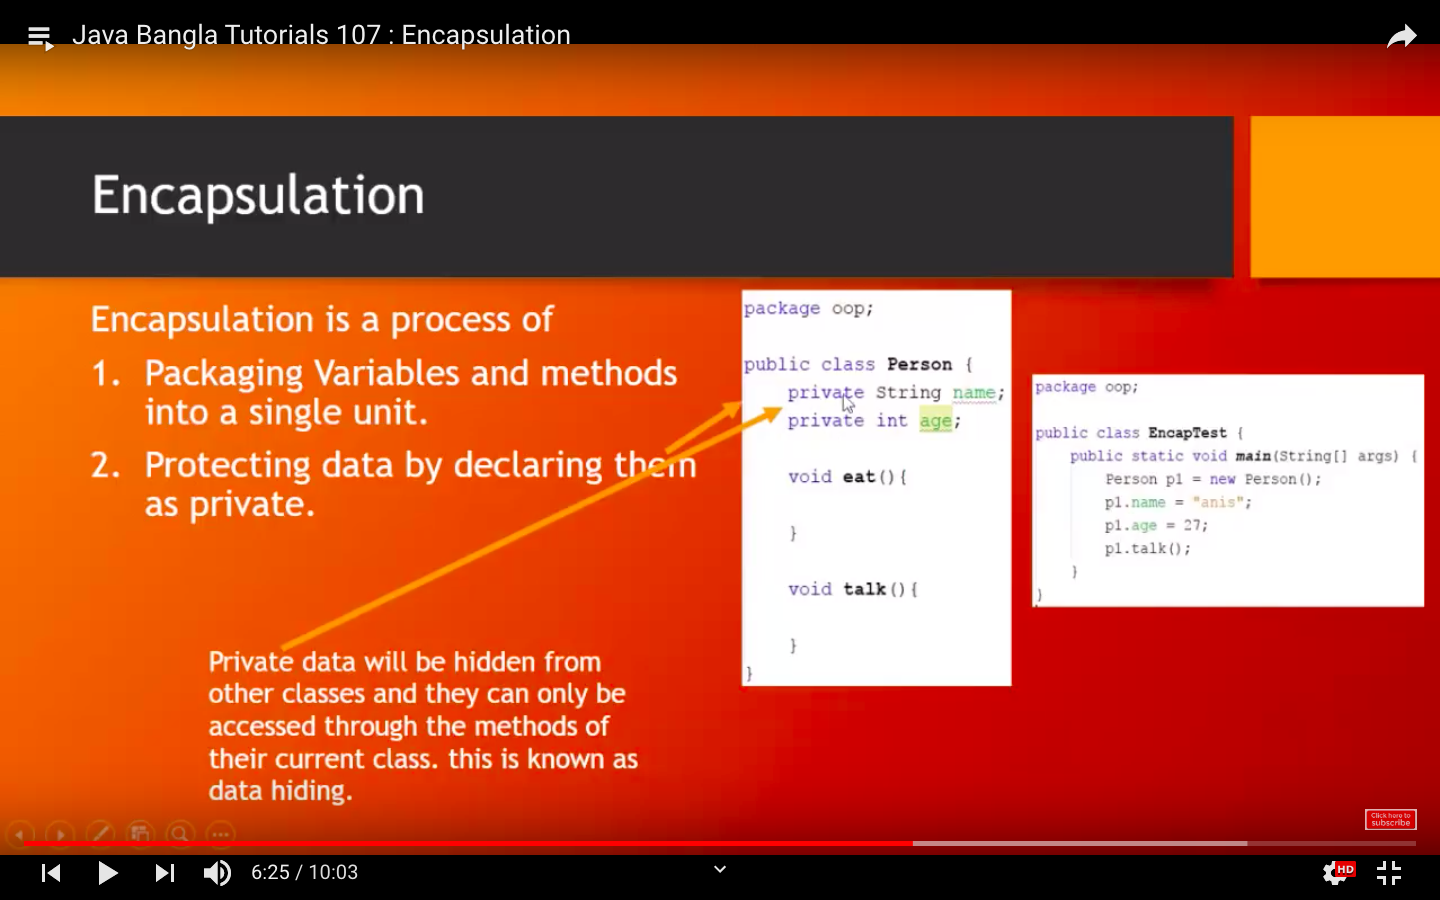 Java Bangla Tutorials 107 : Encapsulation
Encapsulation
Encapsulation is a process of
1. Packaging Variables and methods
into a single unit.
2. Protecting data by declaring them
as private.
Private data will be hidden from
other classes and they can only be
accessed through the methods of
their current class. this is known as
data hiding.
package oop;
public class Person {
private String name;
private int age;
void eat(){
}
void talk(){
}
}
package oop;
public class EncapTest {
public static void main(String[] args) {
Person p1 = new Person();
p1.name = "anis";
p1.age = 27;
p1.talk();
}
}
Click here to
subscribe
6:25 / 10:03
HD